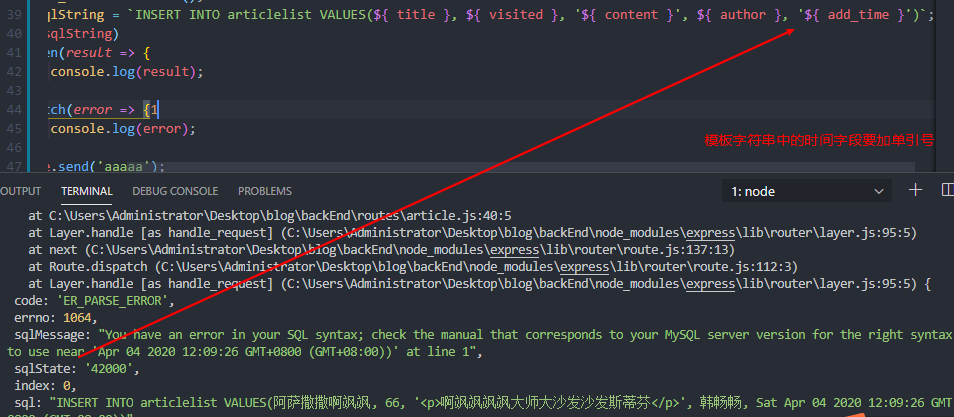 39 qlString = `INSERT INTO articlelist VALUES(${ title }, ${ visited }, '${ content }', ${ author }, '${ add_time }')`;
40 sqlString)
41 en(result => {
42 console.log(result);
43
44 tch(error => {1
45 console.log(error);
46
模板字符串中的时间字段要加单引号
47 e.send('aaaaa');
OUTPUT TERMINAL DEBUG CONSOLE PROBLEMS 1: node
at C:\Users\Administrator\Desktop\blog\backEnd\routes\article.js:40:5
at Layer.handle [as handle_request] (C:\Users\Administrator\Desktop\blog\backEnd\node_modules\express\lib\router\layer.js:95:5)
at next (C:\Users\Administrator\Desktop\blog\backEnd\node_modules\express\lib\router\route.js:137:13)
at Route.dispatch (C:\Users\Administrator\Desktop\blog\backEnd\node_modules\express\lib\router\route.js:112:3)
at Layer.handle [as handle_request] (C:\Users\Administrator\Desktop\blog\backEnd\node_modules\express\lib\router\layer.js:95:5) {
code: 'ER_PARSE_ERROR',
errno: 1064,
sqlMessage: "You have an error in your SQL syntax; check the manual that corresponds to your MySQL server version for the right syntax
to use near 'Apr 04 2020 12:09:26 GMT+0800 (GMT+08:00))' at line 1",
sqlState: '42000',
index: 0,
sql: "INSERT INTO articlelist VALUES(阿萨撒撒啊飒飒, 66, '<p>啊飒飒飒飒大师大沙发沙发斯蒂芬</p>', 韩畅畅, Sat Apr 04 2020 12:09:26 GMT